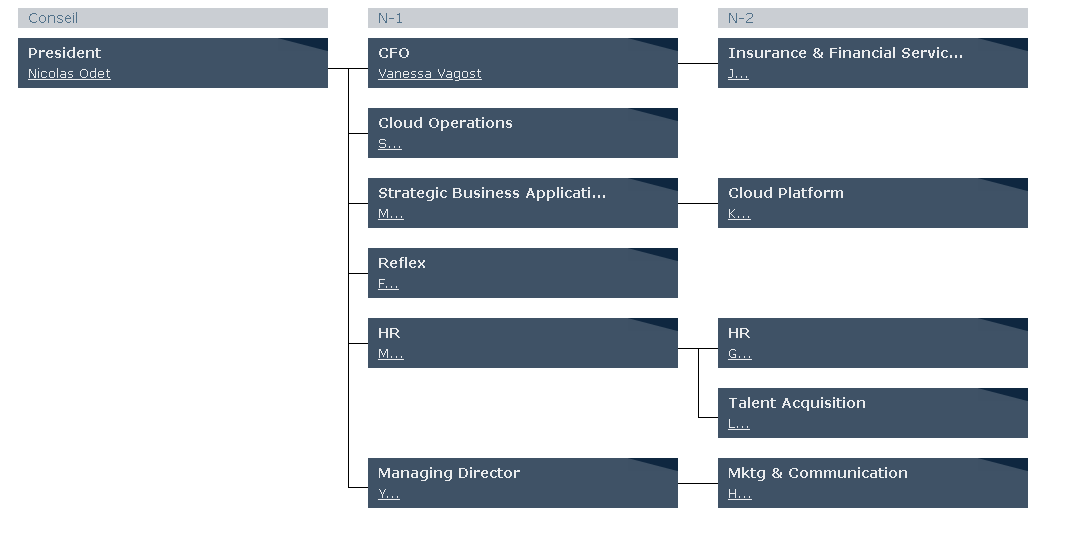 Conseil
N-1
N-2
President
Nicolas Odet
CFO
Vanessa Vagost
Insurance & Financial Servic...
J...
Cloud Operations
S...
Strategic Business Applicati...
M...
Cloud Platform
K...
Reflex
F...
HR
M...
HR
G...
Talent Acquisition
L...
Managing Director
Y...
Mktg & Communication
H...